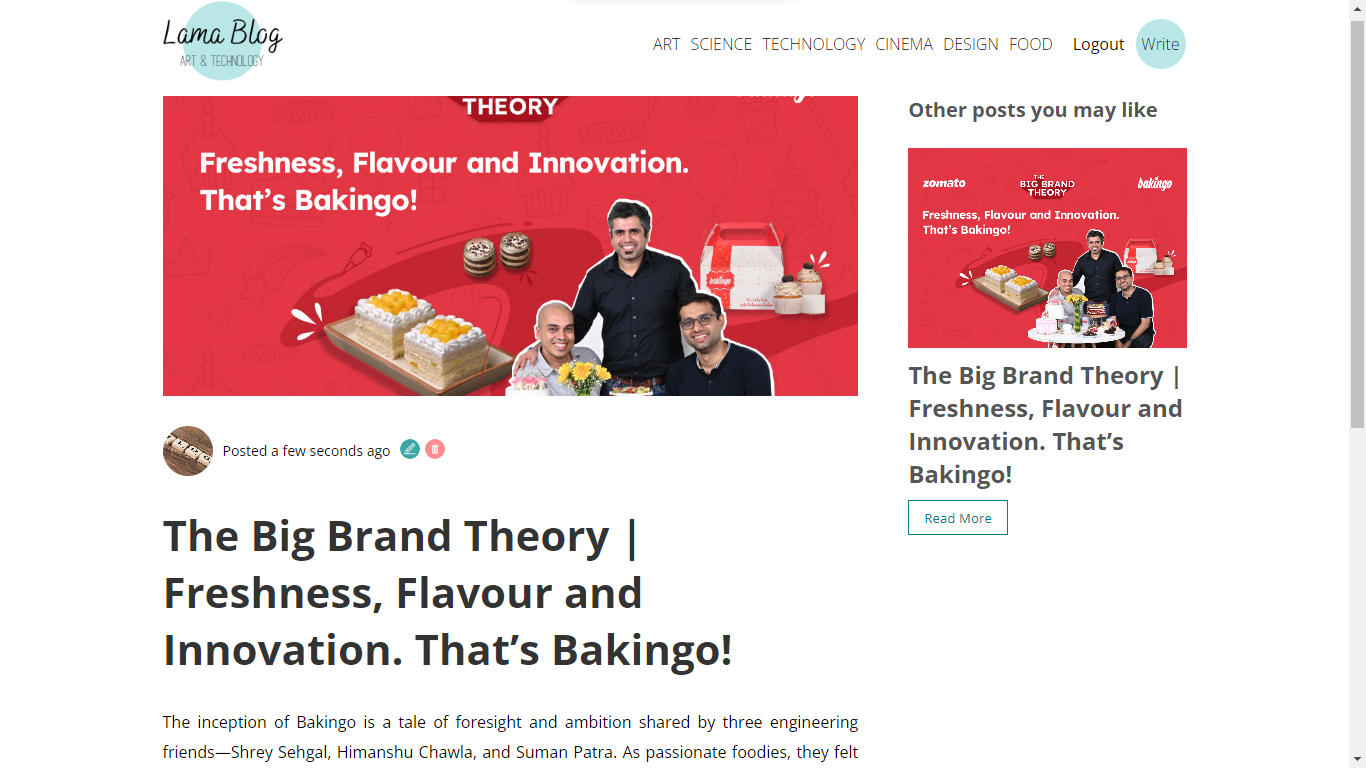 Lama Blog
ART & TECHNOLOGY
ART SCIENCE TECHNOLOGY CINEMA DESIGN FOOD Logout Write
THEORY
Freshness, Flavour and Innovation.
That's Bakingo!
bakingo
Other posts you may like
zomato
THE
BIG BRAND
THEORY
bakingo
Freshness, Flavour and Innovation.
That's Bakingo!
The Big Brand Theory |
Freshness, Flavour and
Innovation. That’s
Bakingo!
Read More
Posted a few seconds ago
The Big Brand Theory |
Freshness, Flavour and
Innovation. That’s Bakingo!
The inception of Bakingo is a tale of foresight and ambition shared by three engineering
friends—Shrey Sehgal, Himanshu Chawla, and Suman Patra. As passionate foodies, they felt